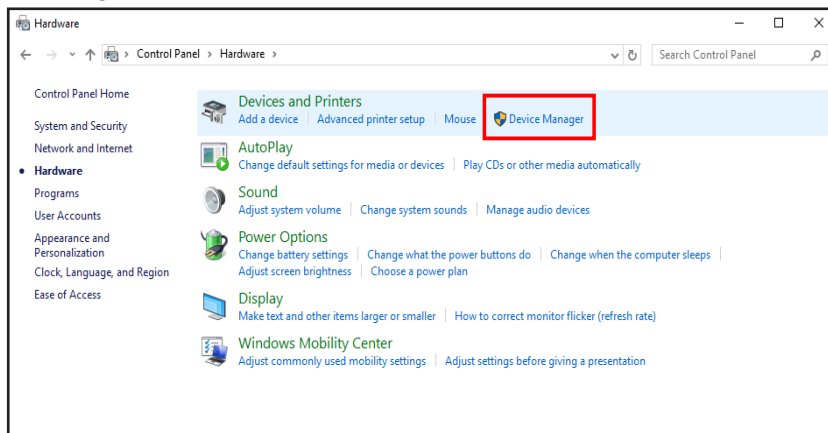 Hardware
Control Panel > Hardware >
Search Control Panel
Control Panel Home
System and Security
Network and Internet
Hardware
Programs
User Accounts
Appearance and
Personalization
Clock, Language, and Region
Ease of Access
Devices and Printers
Add a device | Advanced printer setup | Mouse | Device Manager
AutoPlay
Change default settings for media or devices | Play CDs or other media automatically
Sound
Adjust system volume | Change system sounds | Manage audio devices
Power Options
Change battery settings | Change what the power buttons do | Change when the computer sleeps |
Adjust screen brightness | Choose a power plan
Display
Make text and other items larger or smaller | How to correct monitor flicker (refresh rate)
Windows Mobility Center
Adjust commonly used mobility settings | Adjust settings before giving a presentation